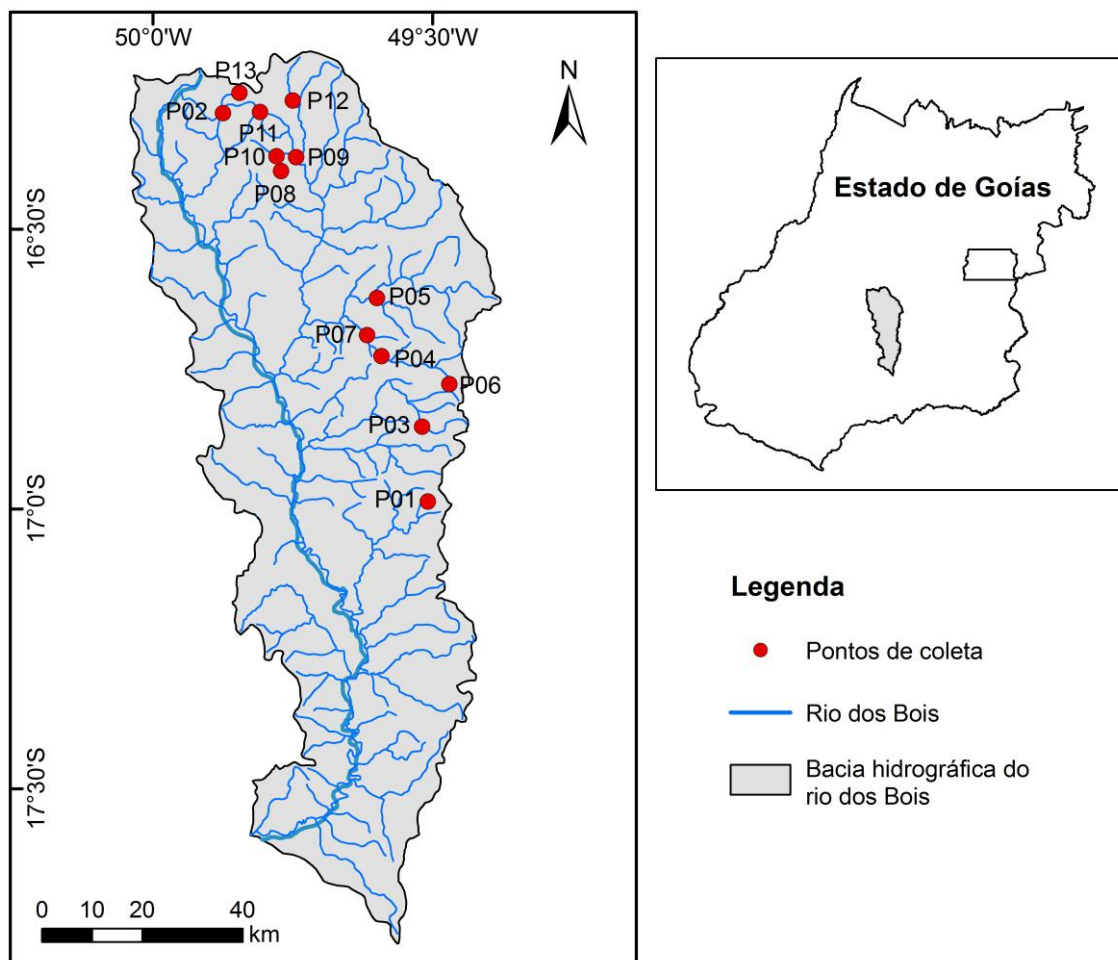 50°0'W
49°30'W
P13
N
P12
P02
P11
P10
P09
P08
16°30'S
Estado de Goías
P05
P07
P04
P06
P03
P01
17°0'S
Legenda
Pontos de coleta
Rio dos Bois
17°30'S
Bacia hidrográfica do
rio dos Bois
0 10 20 40
km